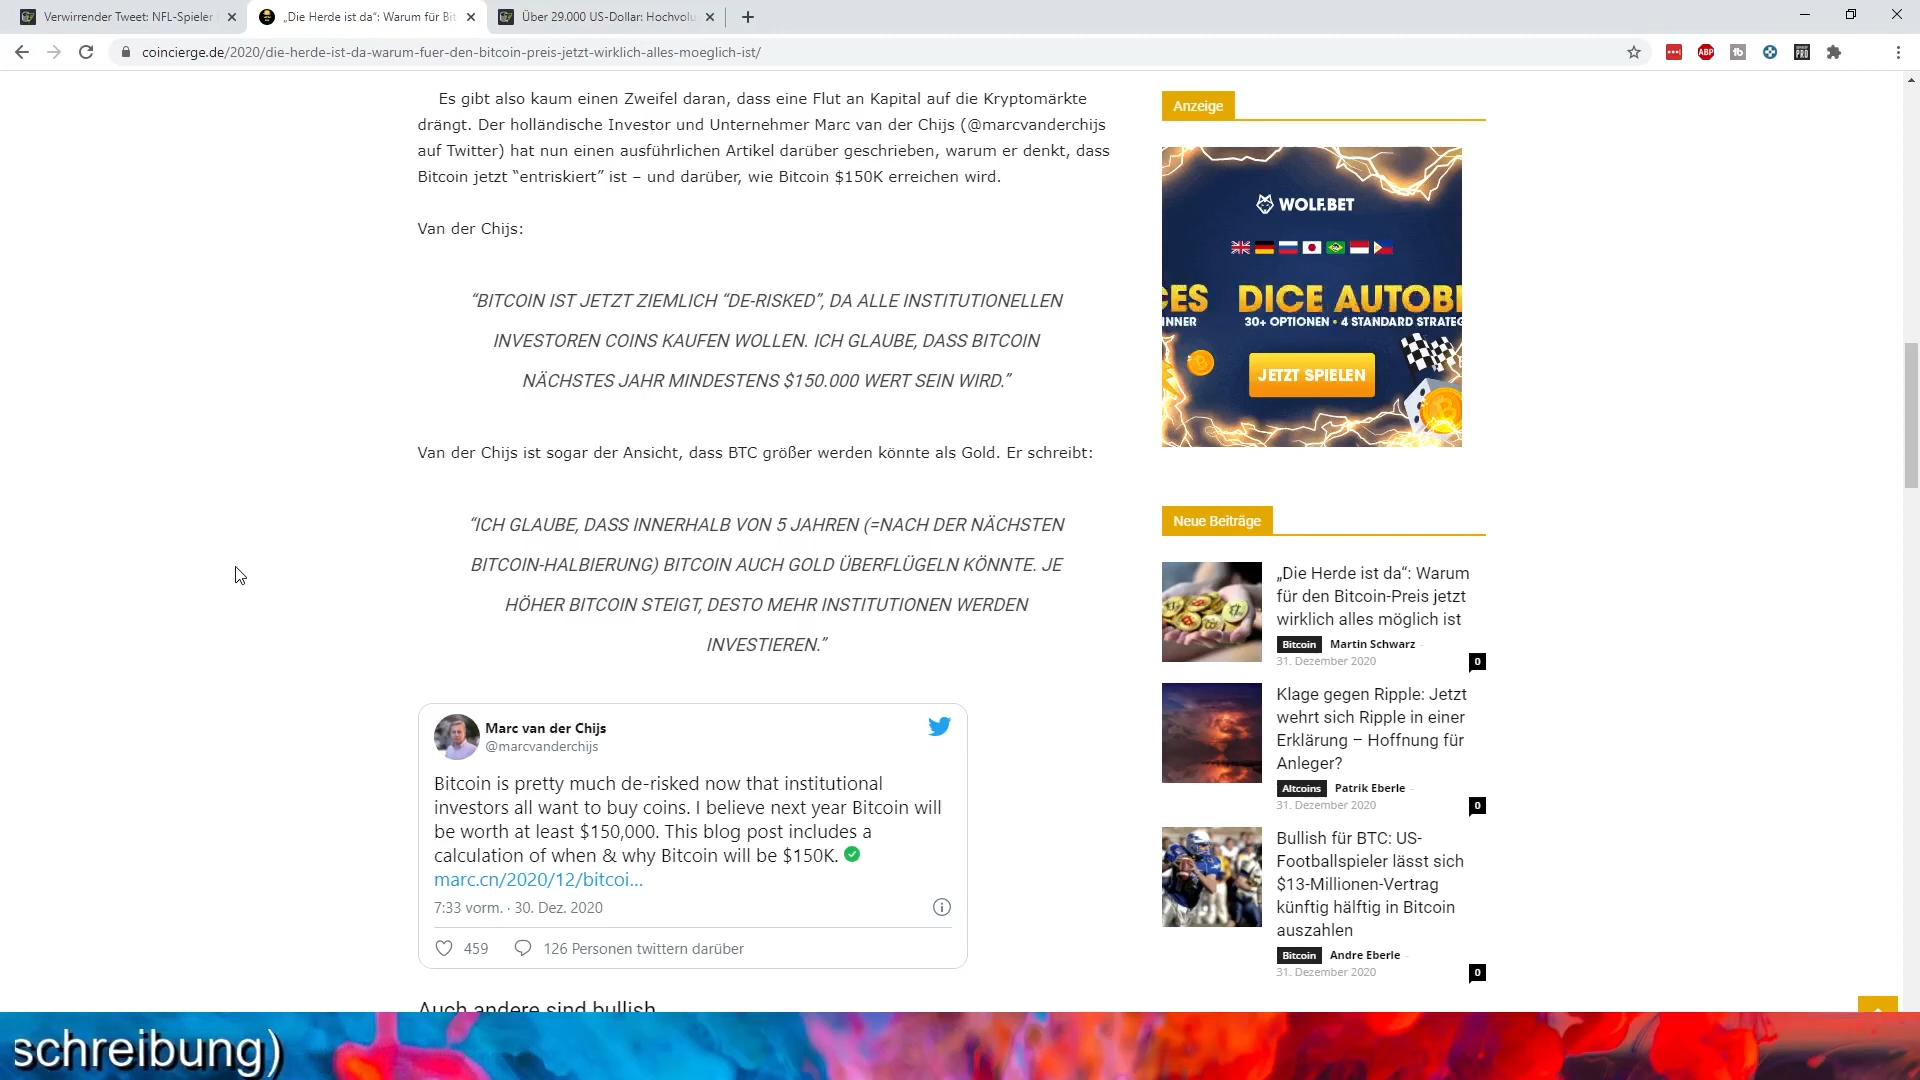 Verwirrender Tweet: NFL-Spieler
„Die Herde ist da“: Warum für Bit
Über 29.000 US-Dollar: Hochvolu
coincierge.de/2020/die-herde-ist-da-warum-fuer-den-bitcoin-preis-jetzt-wirklich-alles-moeglich-ist/
ABP
PRO
Es gibt also kaum einen Zweifel daran, dass eine Flut an Kapital auf die Kryptomärkte
drängt. Der holländische Investor und Unternehmer Marc van der Chijs (@marcvanderchijs
auf Twitter) hat nun einen ausführlichen Artikel darüber geschrieben, warum er denkt, dass
Bitcoin jetzt “entriskiert” ist – und darüber, wie Bitcoin $150K erreichen wird.
Van der Chijs:
“BITCOIN IST JETZT ZIEMLICH “DE-RISKED”, DA ALLE INSTITUTIONELLEN
INVESTOREN COINS KAUFEN WOLLEN. ICH GLAUBE, DASS BITCOIN
NÄCHSTES JAHR MINDESTENS $150.000 WERT SEIN WIRD.”
Van der Chijs ist sogar der Ansicht, dass BTC größer werden könnte als Gold. Er schreibt:
“ICH GLAUBE, DASS INNERHALB VON 5 JAHREN (=NACH DER NÄCHSTEN
BITCOIN-HALBIERUNG) BITCOIN AUCH GOLD ÜBERFLÜGELN KÖNNTE. JE
HÖHER BITCOIN STEIGT, DESTO MEHR INSTITUTIONEN WERDEN
INVESTIEREN.”
Marc van der Chijs
@marcvanderchijs
Bitcoin is pretty much de-risked now that institutional
investors all want to buy coins. I believe next year Bitcoin will
be worth at least $150,000. This blog post includes a
calculation of when & why Bitcoin will be $150K.
marc.cn/2020/12/bitcoi...
7:33 vorm. · 30. Dez. 2020
459 126 Personen twittern darüber
Auch andere sind bullish
Anzeige
WOLF.BET
CES DICE AUTOB
INNER 30+ OPTIONEN • 4 STANDARD STRATEG
JETZT SPIELEN
Neue Beiträge
„Die Herde ist da“: Warum
für den Bitcoin-Preis jetzt
wirklich alles möglich ist
Bitcoin Martin Schwarz -
31. Dezember 2020 0
Klage gegen Ripple: Jetzt
wehrt sich Ripple in einer
Erklärung – Hoffnung für
Anleger?
Altcoins Patrik Eberle -
31. Dezember 2020 0
Bullish für BTC: US-
Footballspieler lässt sich
$13-Millionen-Vertrag
künftig hälftig in Bitcoin
auszahlen
Bitcoin Andre Eberle -
31. Dezember 2020 0
schreibung)